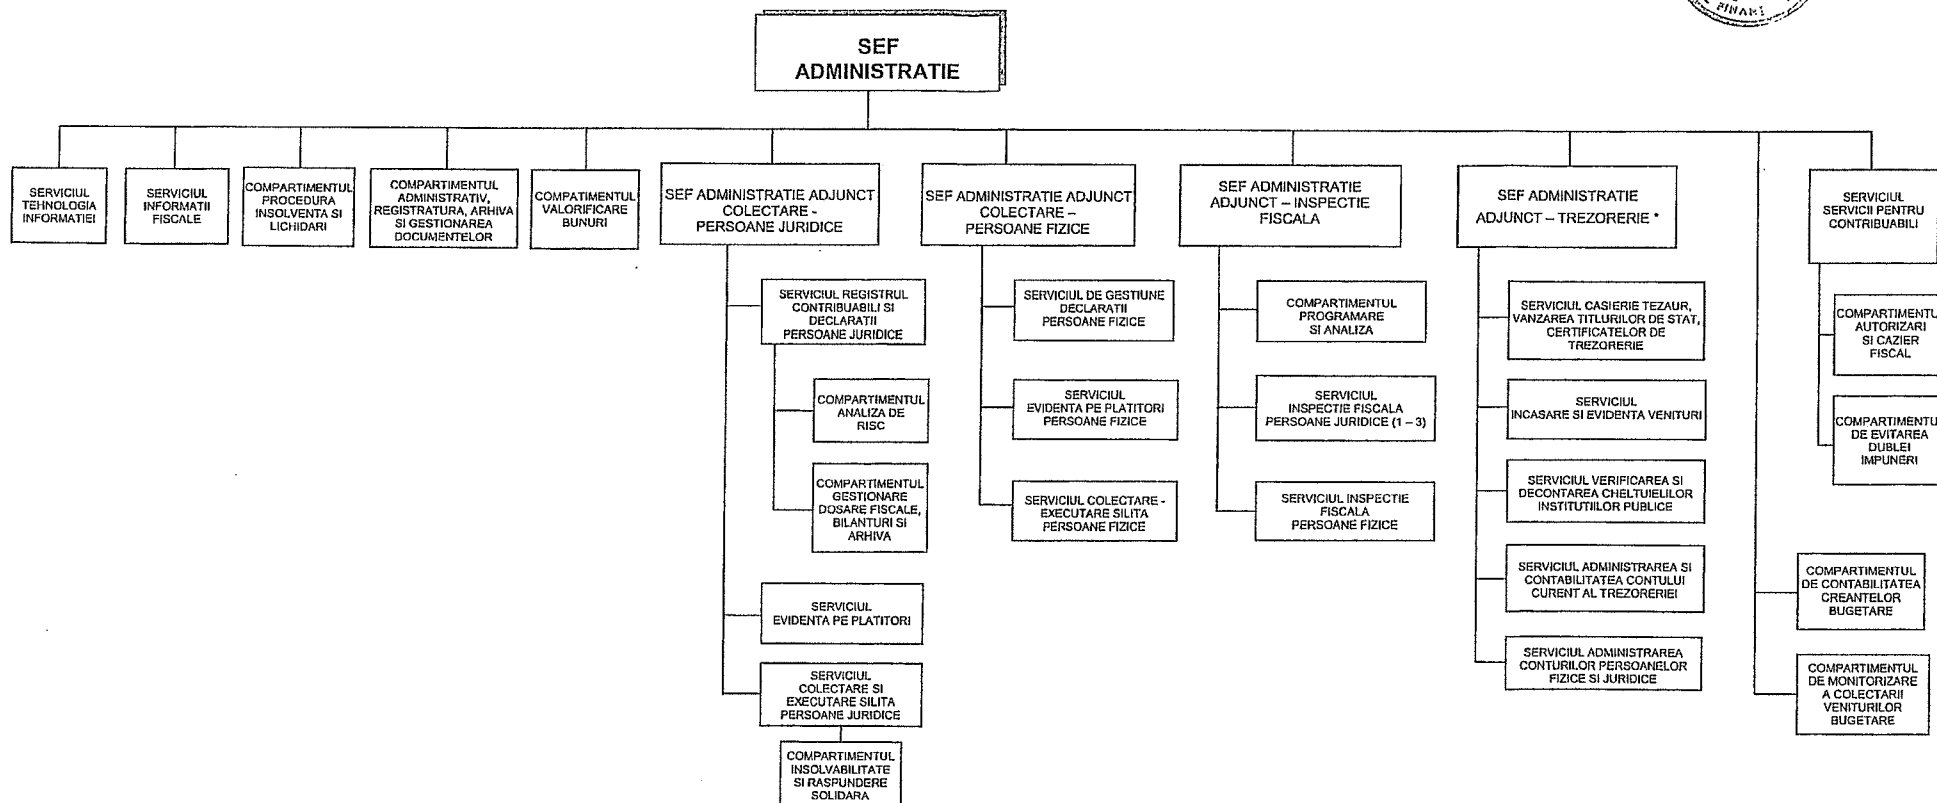 FINANȚ
SEF
ADMINISTRATIE
SERVICIUL
TEHNOLOGIA
INFORMATIEI
SERVICIUL
INFORMATII
FISCALE
COMPARTIMENTUL
PROCEDURA
INSOLVENTA SI
LICHIDARI
COMPARTIMENTUL
ADMINISTRATIV,
REGISTRATURA, ARHIVA
SI GESTIONAREA
DOCUMENTELOR
COMPATIMENTUL
VALORIFICARE
BUNURI
SEF ADMINISTRATIE ADJUNCT
COLECTARE -
PERSOANE JURIDICE
SEF ADMINISTRATIE ADJUNCT
COLECTARE –
PERSOANE FIZICE
SEF ADMINISTRATIE
ADJUNCT – INSPECTIE
FISCALA
SEF ADMINISTRATIE
ADJUNCT – TREZORERIE *
SERVICIUL
SERVICII PENTRU
CONTRIBUABILI
SERVICIUL REGISTRUL
CONTRIBUABILI SI
DECLARATII
PERSOANE JURIDICE
COMPARTIMENTUL
ANALIZA DE
RISC
COMPARTIMENTUL
GESTIONARE
DOSARE FISCALE,
BILANTURI SI
ARHIVA
SERVICIUL
EVIDENTA PE PLATITORI
SERVICIUL
COLECTARE SI
EXECUTARE SILITA
PERSOANE JURIDICE
COMPARTIMENTUL
INSOLVABILITATE
SI RASPUNDERE
SOLIDARA
SERVICIUL DE GESTIUNE
DECLARATII
PERSOANE FIZICE
SERVICIUL
EVIDENTA PE PLATITORI
PERSOANE FIZICE
SERVICIUL COLECTARE -
EXECUTARE SILITA
PERSOANE FIZICE
COMPARTIMENTUL
PROGRAMARE
SI ANALIZA
SERVICIUL
INSPECTIE FISCALA
PERSOANE JURIDICE (1 – 3)
SERVICIUL INSPECTIE
FISCALA
PERSOANE FIZICE
SERVICIUL CASIERIE TEZAUR,
VANZAREA TITLURILOR DE STAT,
CERTIFICATELOR DE
TREZORERIE
SERVICIUL
INCASARE SI EVIDENTA VENITURI
SERVICIUL VERIFICAREA SI
DECONTAREA CHELTUIELILOR
INSTITUTIILOR PUBLICE
SERVICIUL ADMINISTRAREA SI
CONTABILITATEA CONTULUI
CURENT AL TREZORERIEI
SERVICIUL ADMINISTRAREA
CONTURILOR PERSOANELOR
FIZICE SI JURIDICE
COMPARTIMENTU
AUTORIZARI
SI CAZIER
FISCAL
COMPARTIMENTU
DE EVITAREA
DUBLEI
IMPUNERI
COMPARTIMENTUL
DE CONTABILITATEA
CREANTELOR
BUGETARE
COMPARTIMENTUL
DE MONITORIZARE
A COLECTARII
VENITURILOR
BUGETARE